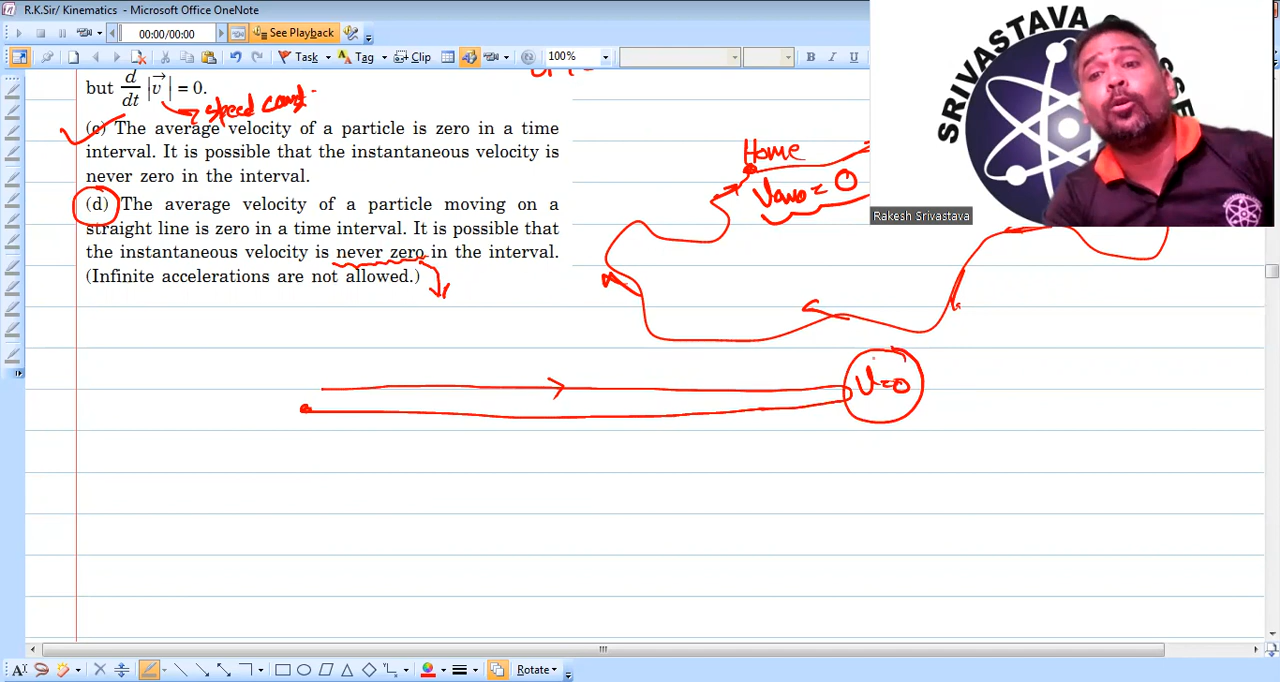 R.K.Sir/ Kinematics - Microsoft Office OneNote
00:00/00:00
See Playback
Task
Tag
Clip
100%
B I U
but d/dt |v⃗| = 0.
speed const.
(c) The average velocity of a particle is zero in a time
interval. It is possible that the instantaneous velocity is
never zero in the interval.
(d) The average velocity of a particle moving on a
straight line is zero in a time interval. It is possible that
the instantaneous velocity is never zero in the interval.
(Infinite accelerations are not allowed.)
Home
= 0
V=0
SRIVASTAVA
Rakesh Srivastava
Rotate